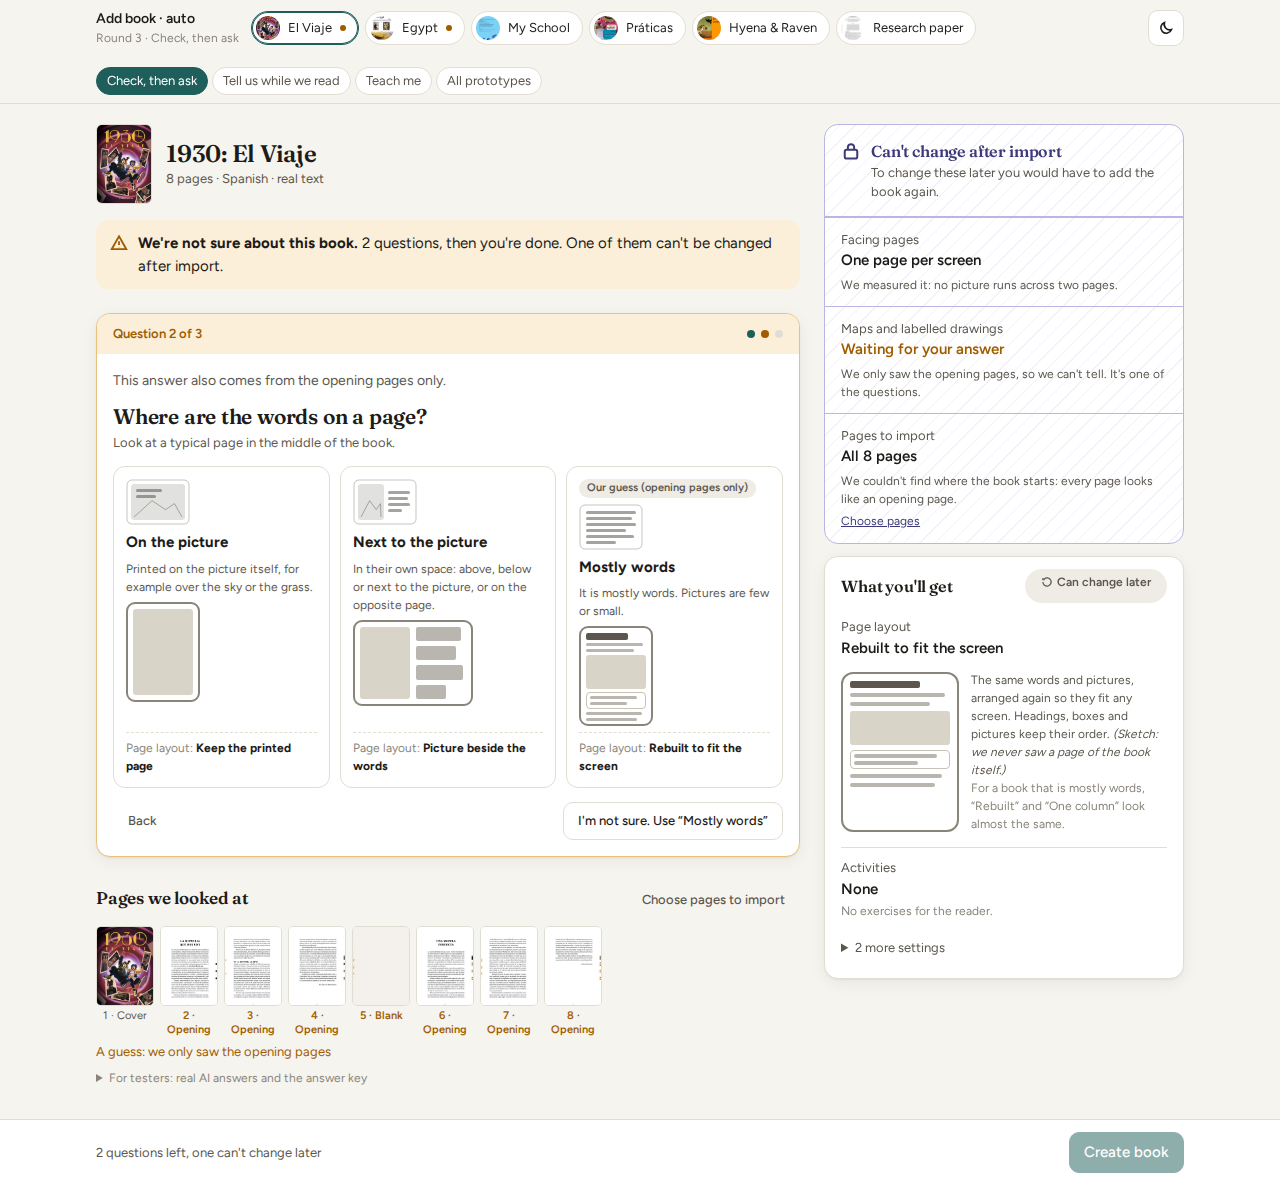 Add book · auto
Round 3 · Check, then ask
El Viaje
Egypt
My School
Práticas
Hyena & Raven
Research paper
Check, then ask
Tell us while we read
Teach me
All prototypes
1930
1930: El Viaje
8 pages · Spanish · real text
We're not sure about this book. 2 questions, then you're done. One of them can't be changed
after import.
Question 2 of 3
This answer also comes from the opening pages only.
Where are the words on a page?
Look at a typical page in the middle of the book.
On the picture
Printed on the picture itself, for
example over the sky or the grass.
Page layout: Keep the printed
page
Next to the picture
In their own space: above, below
or next to the picture, or on the
opposite page.
Page layout: Picture beside the
words
Our guess (opening pages only)
Mostly words
It is mostly words. Pictures are few
or small.
Page layout: Rebuilt to fit the
screen
Back
I'm not sure. Use “Mostly words”
Pages we looked at
Choose pages to import
1930
1 · Cover
2 ·
Opening
3 ·
Opening
4 ·
Opening
5 · Blank
6 ·
Opening
7 ·
Opening
8 ·
Opening
A guess: we only saw the opening pages
For testers: real AI answers and the answer key
Can't change after import
To change these later you would have to add the
book again.
Facing pages
One page per screen
We measured it: no picture runs across two pages.
Maps and labelled drawings
Waiting for your answer
We only saw the opening pages, so we can't tell. It's one of
the questions.
Pages to import
All 8 pages
We couldn't find where the book starts: every page looks
like an opening page.
Choose pages
What you'll get
Can change later
Page layout
Rebuilt to fit the screen
The same words and pictures,
arranged again so they fit any
screen. Headings, boxes and
pictures keep their order. (Sketch:
we never saw a page of the book
itself.)
For a book that is mostly words,
“Rebuilt” and “One column” look
almost the same.
Activities
None
No exercises for the reader.
2 more settings
2 questions left, one can't change later
Create book